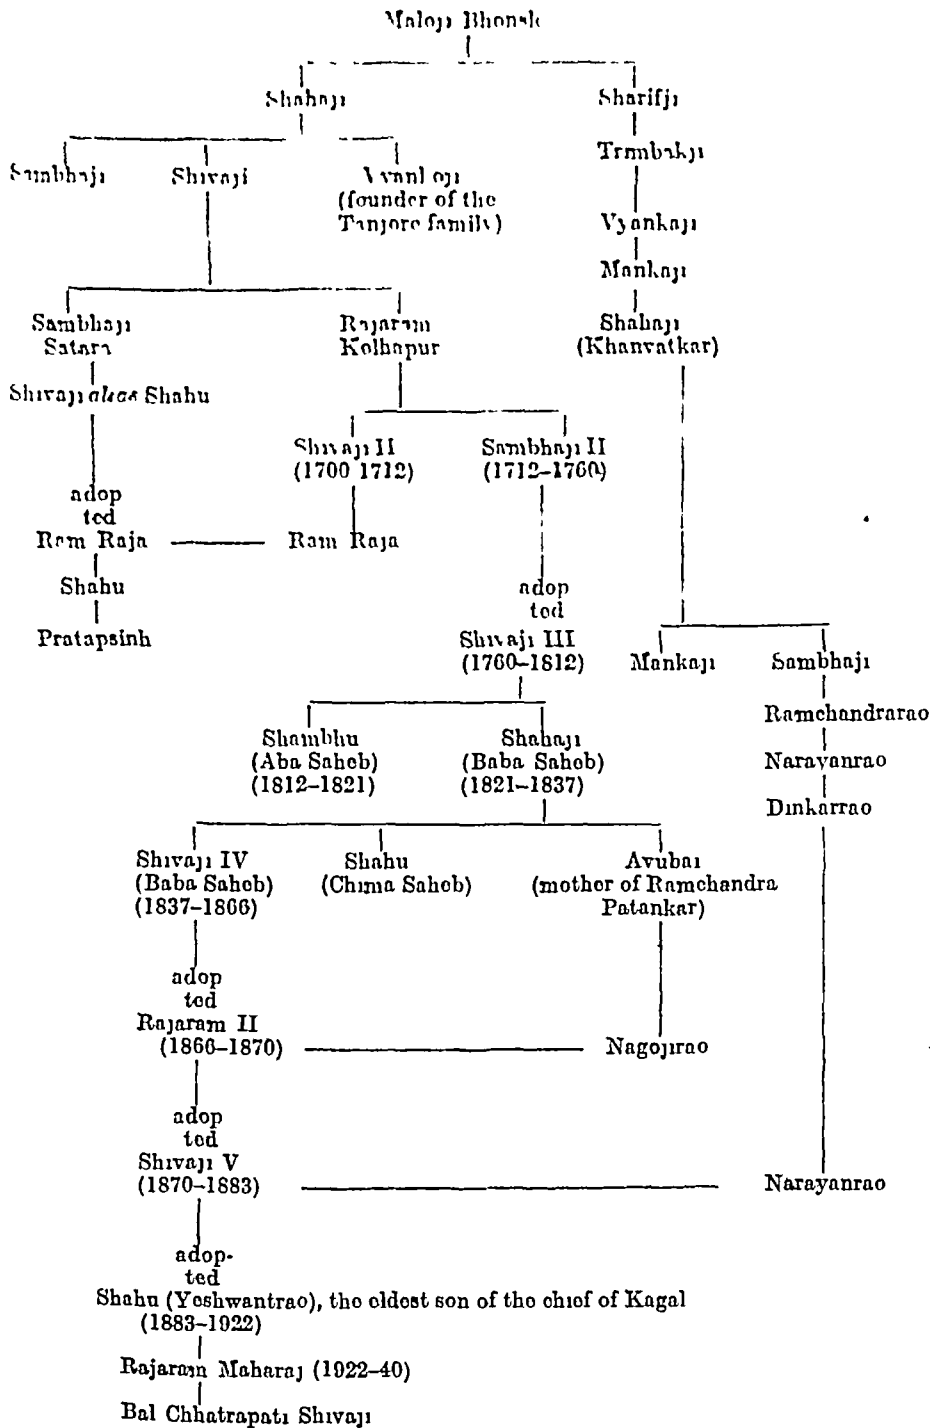 Maloji Bhonsle
Shahaji
Sharifji
Trimbakji
Sambhaji
Shivaji
Vyankoji
(founder of the
Tanjore family)
Vyankaji
Mankaji
Sambhaji
Satara
Rajaram
Kolhapur
Shahaji
(Khanvatkar)
Shivaji alias Shahu
Shivaji II
(1700 1712)
Sambhaji II
(1712–1760)
adop
ted
Ram Raja
Ram Raja
Shahu
Pratapsinh
adop
ted
Shivaji III
(1760–1812)
Mankaji
Sambhaji
Ramchandrarao
Narayanrao
Dinkarrao
Shambhu
(Aba Saheb)
(1812–1821)
Shahaji
(Baba Saheb)
(1821–1837)
Shivaji IV
(Baba Saheb)
(1837–1866)
Shahu
(Chima Saheb)
Avubai
(mother of Ramchandra
Patankar)
adop
ted
Rajaram II
(1866–1870)
Nagojirao
adop
ted
Shivaji V
(1870–1883)
Narayanrao
adop-
ted
Shahu (Yeshwantrao), the eldest son of the chief of Kagal
(1883–1922)
Rajaram Maharaj (1922–40)
Bal Chhatrapati Shivaji